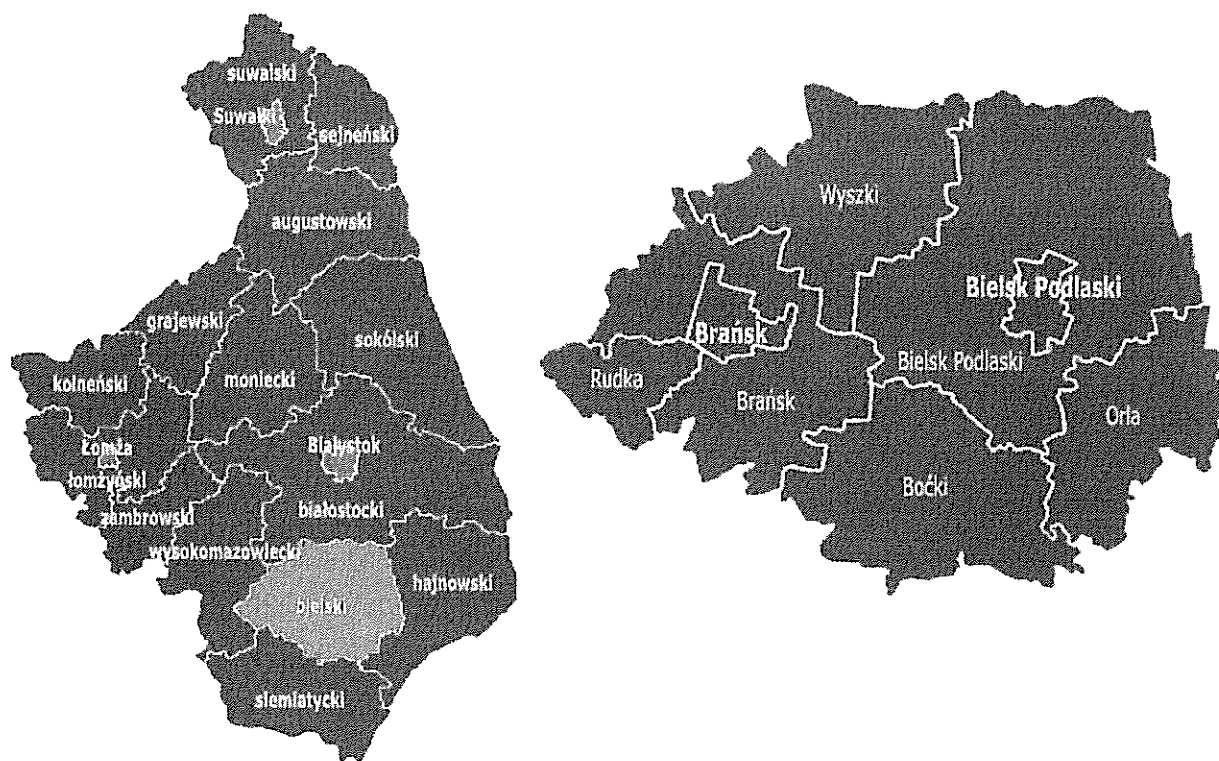 suwalski
Suwałki
sejneński
augustowski
grajewski
sokólski
kolneński
moniecki
Łomża
Białystok
łomżyński
zambrowski
białostocki
wysokomazowiecki
hajnowski
bielski
siemiatycki
Wyszki
Bielsk Podlaski
Brańsk
Bielsk Podlaski
Rudka
Brańsk
Orla
Boćki